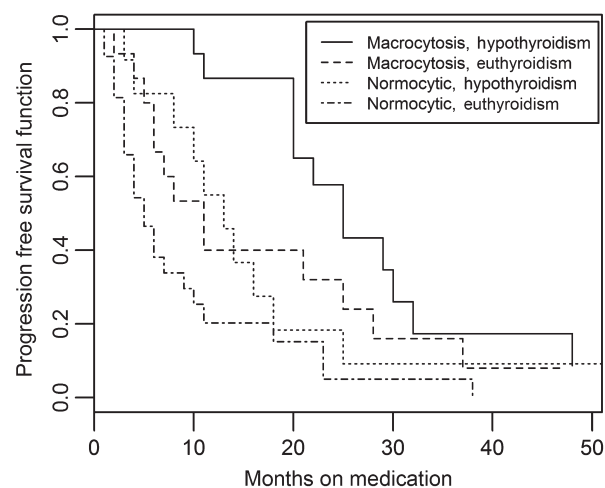 Progression free survival function
1.0
0.8
0.6
0.4
0.2
0.0
Macrocytosis, hypothyroidism
Macrocytosis, euthyroidism
Normocytic, hypothyroidism
Normocytic, euthyroidism
0 10 20 30 40 50
Months on medication